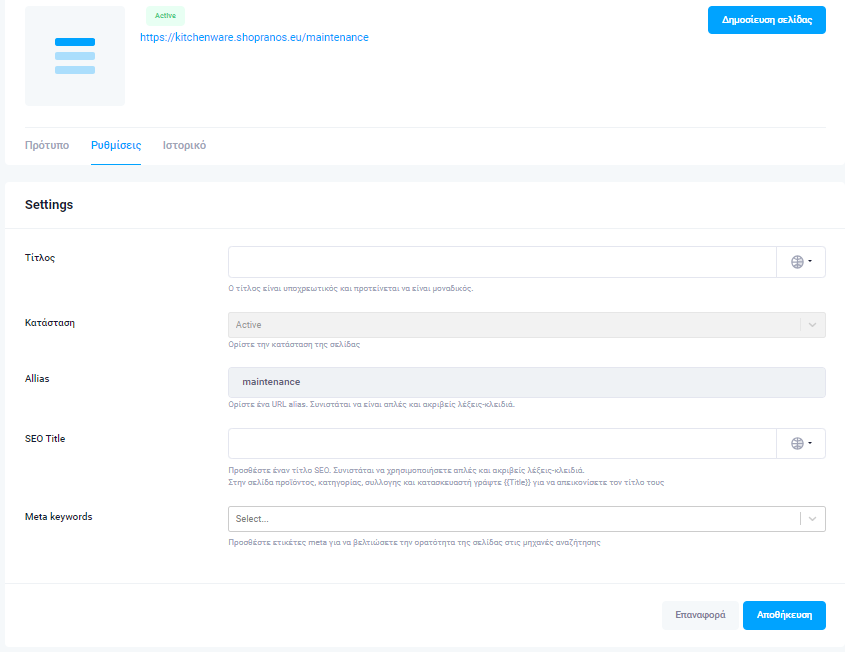 Active
Δημοσίευση σελίδας
https://kitchenware.shopranos.eu/maintenance
Πρότυπο Ρυθμίσεις Ιστορικό
Settings
Τίτλος
Ο τίτλος είναι υποχρεωτικός και προτείνεται να είναι μοναδικός.
Κατάσταση
Active
Ορίστε την κατάσταση της σελίδας
Allias
maintenance
Ορίστε ένα URL alias. Συνιστάται να είναι απλές και ακριβείς λέξεις-κλειδιά.
SEO Title
Προσθέστε έναν τίτλο SEO. Συνιστάται να χρησιμοποιήσετε απλές και ακριβείς λέξεις-κλειδιά.
Στην σελίδα προϊόντος, κατηγορίας, συλλογης και κατασκευαστή γράψτε {{Title}} για να απεικονίσετε τον τίτλο τους
Meta keywords
Select...
Προσθέστε ετικέτες meta για να βελτιώσετε την ορατότητα της σελίδας στις μηχανές αναζήτησης
Επαναφορά Αποθήκευση